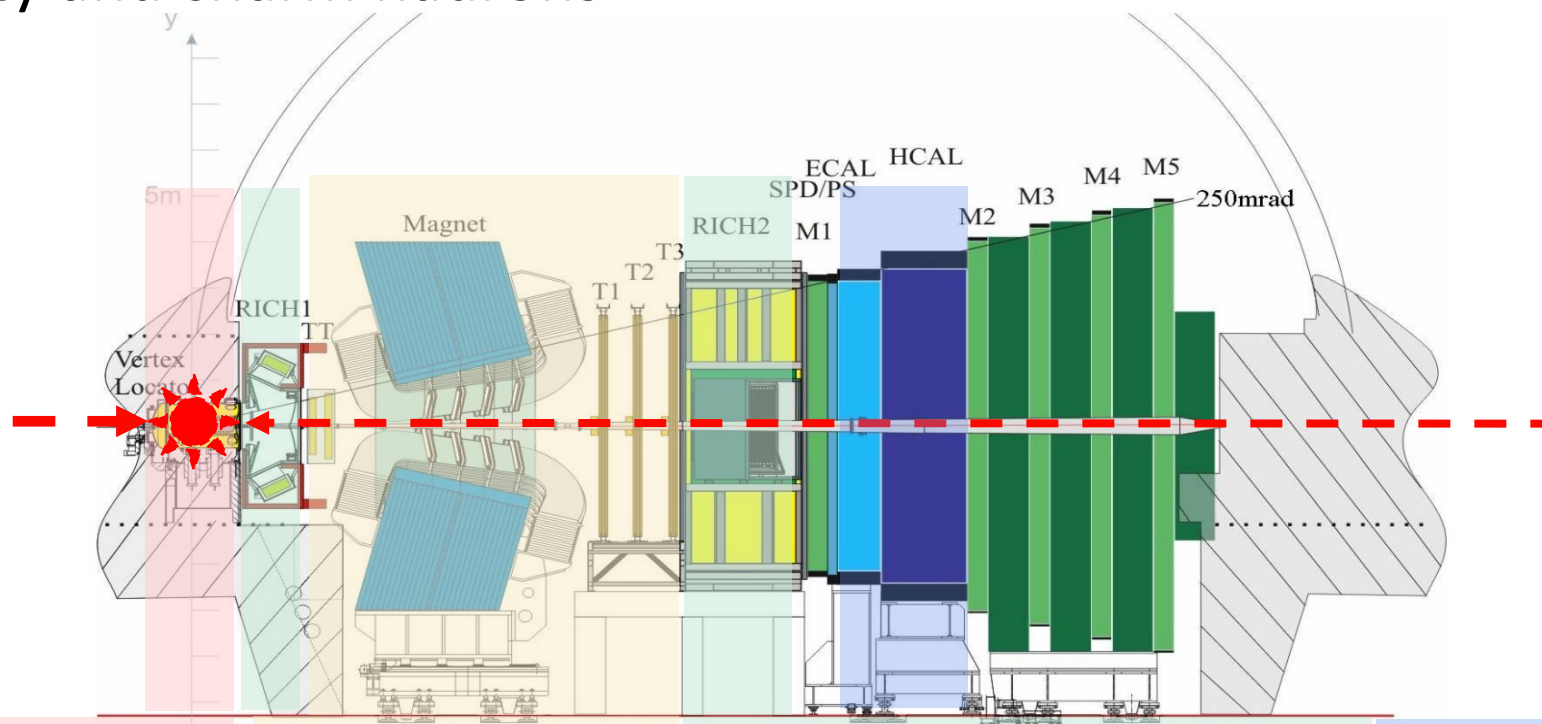 y
5m
Magnet
RICH1
TT
Vertex
Locator
T1
T2
T3
RICH2
SPD/PS
ECAL
HCAL
M1
M2
M3
M4
M5
250mrad